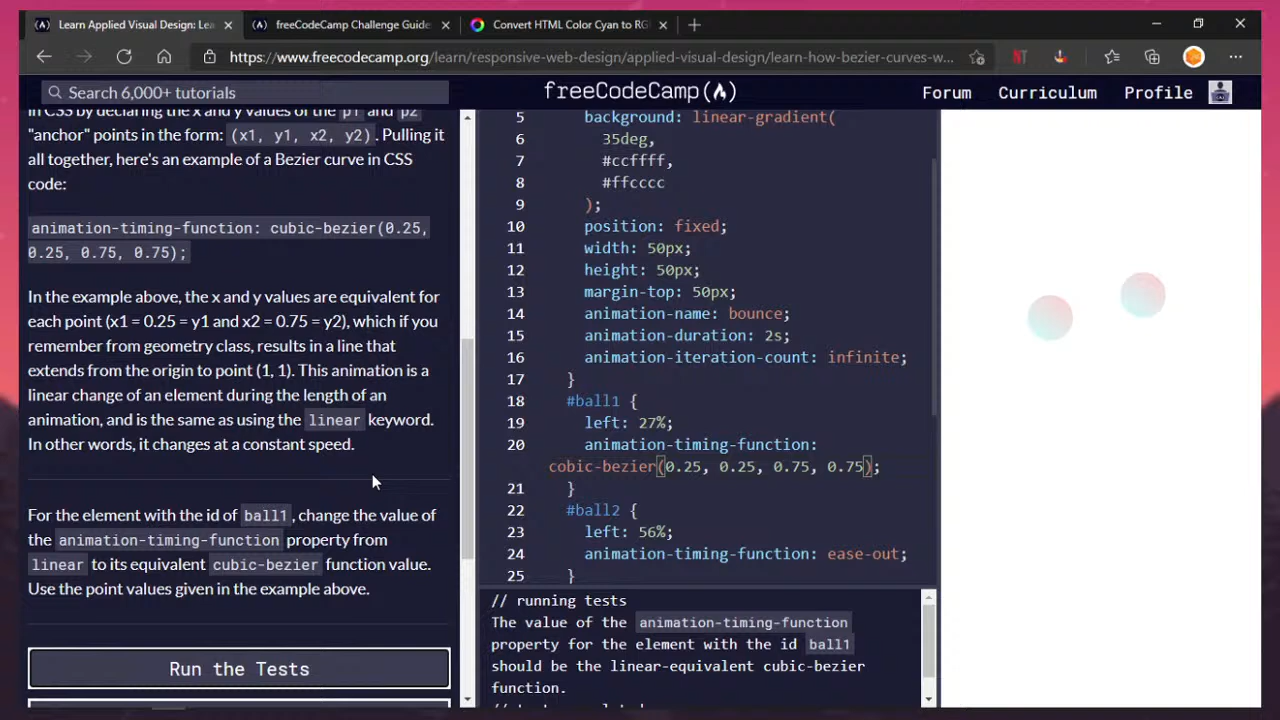 Learn Applied Visual Design: Lea
freeCodeCamp Challenge Guide
Convert HTML Color Cyan to RG
https://www.freecodecamp.org/learn/responsive-web-design/applied-visual-design/learn-how-bezier-curves-w...
Search 6,000+ tutorials
freeCodeCamp
Forum
Curriculum
Profile
in CSS by declaring the x and y values of the p1 and p2
"anchor" points in the form: (x1, y1, x2, y2). Pulling it
all together, here's an example of a Bezier curve in CSS
code:
animation-timing-function: cubic-bezier(0.25,
0.25, 0.75, 0.75);
In the example above, the x and y values are equivalent for
each point (x1 = 0.25 = y1 and x2 = 0.75 = y2), which if you
remember from geometry class, results in a line that
extends from the origin to point (1, 1). This animation is a
linear change of an element during the length of an
animation, and is the same as using the linear keyword.
In other words, it changes at a constant speed.
For the element with the id of ball1, change the value of
the animation-timing-function property from
linear to its equivalent cubic-bezier function value.
Use the point values given in the example above.
Run the Tests
5 background: linear-gradient(
6 35deg,
7 #ccffff,
8 #ffcccc
9 );
10 position: fixed;
11 width: 50px;
12 height: 50px;
13 margin-top: 50px;
14 animation-name: bounce;
15 animation-duration: 2s;
16 animation-iteration-count: infinite;
17 }
18 #ball1 {
19 left: 27%;
20 animation-timing-function:
cobic-bezier(0.25, 0.25, 0.75, 0.75);
21 }
22 #ball2 {
23 left: 56%;
24 animation-timing-function: ease-out;
25 }
// running tests
The value of the animation-timing-function
property for the element with the id ball1
should be the linear-equivalent cubic-bezier
function.